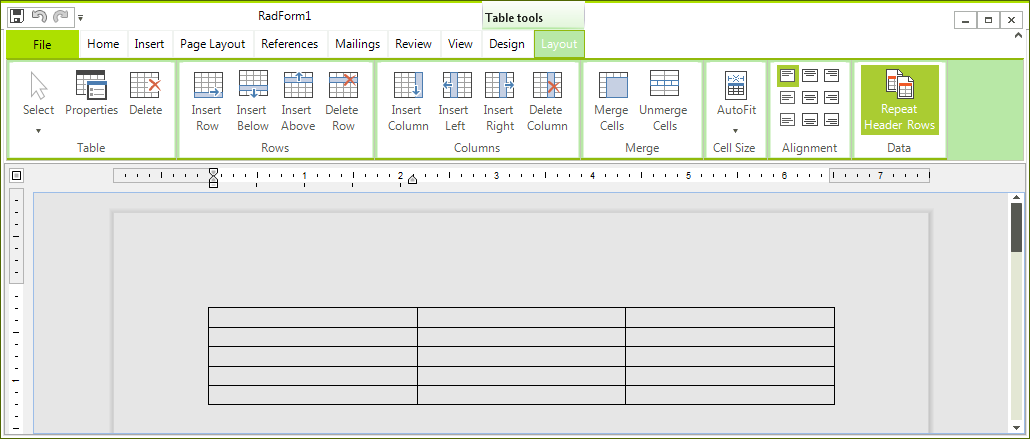 RadForm1
Table tools
File Home Insert Page Layout References Mailings Review View Design Layout
Select Properties Delete Insert Insert Insert Delete Insert Insert Insert Delete Merge Unmerge AutoFit Repeat
Row Below Above Row Column Left Right Column Cells Cells Header Rows
Table Rows Columns Merge Cell Size Alignment Data
1 2 3 4 5 6 7